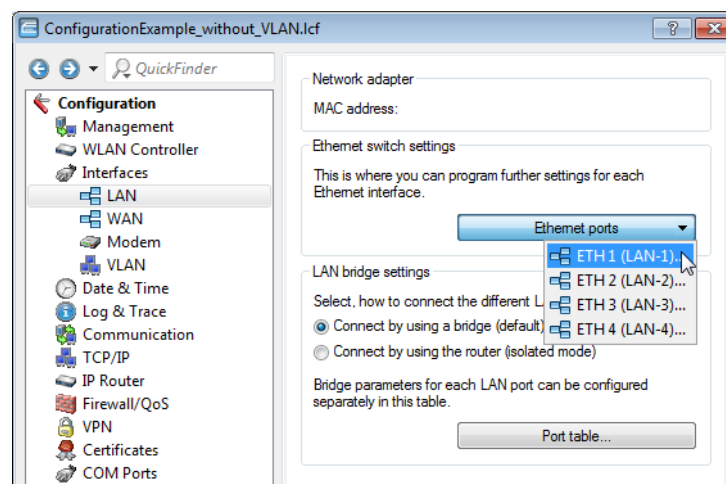 ConfigurationExample_without_VLAN.lcf
QuickFinder
Configuration
Management
WLAN Controller
Interfaces
LAN
WAN
Modem
VLAN
Date & Time
Log & Trace
Communication
TCP/IP
IP Router
Firewall/QoS
VPN
Certificates
COM Ports
Network adapter
MAC address:
Ethernet switch settings
This is where you can program further settings for each
Ethernet interface.
Ethernet ports
ETH 1 (LAN-1)...
ETH 2 (LAN-2)...
ETH 3 (LAN-3)...
ETH 4 (LAN-4)...
LAN bridge settings
Select, how to connect the different
Connect by using a bridge (default)
Connect by using the router (isolated mode)
Bridge parameters for each LAN port can be configured
separately in this table.
Port table...